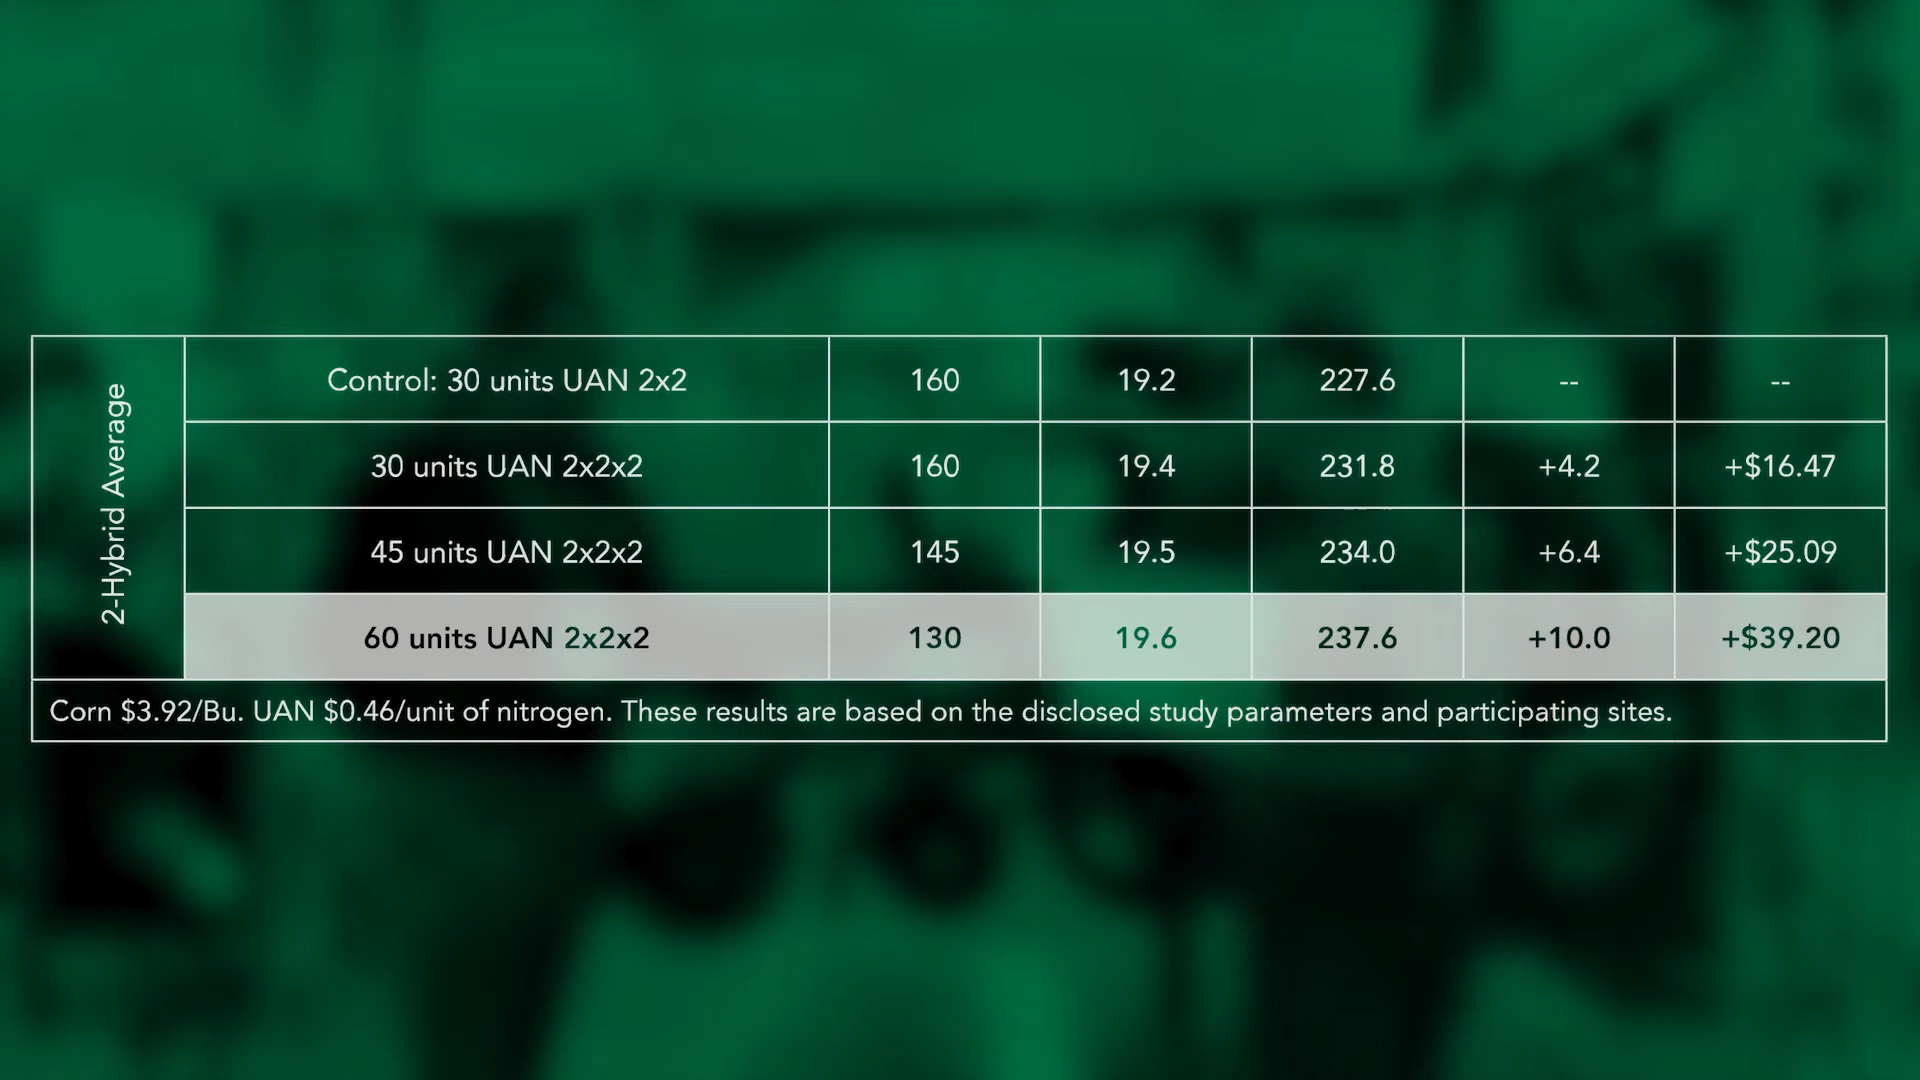 2-Hybrid Average
Control: 30 units UAN 2x2 160 19.2 227.6 -- --
30 units UAN 2x2x2 160 19.4 231.8 +4.2 +$16.47
45 units UAN 2x2x2 145 19.5 234.0 +6.4 +$25.09
60 units UAN 2x2x2 130 19.6 237.6 +10.0 +$39.20
Corn $3.92/Bu. UAN $0.46/unit of nitrogen. These results are based on the disclosed study parameters and participating sites.